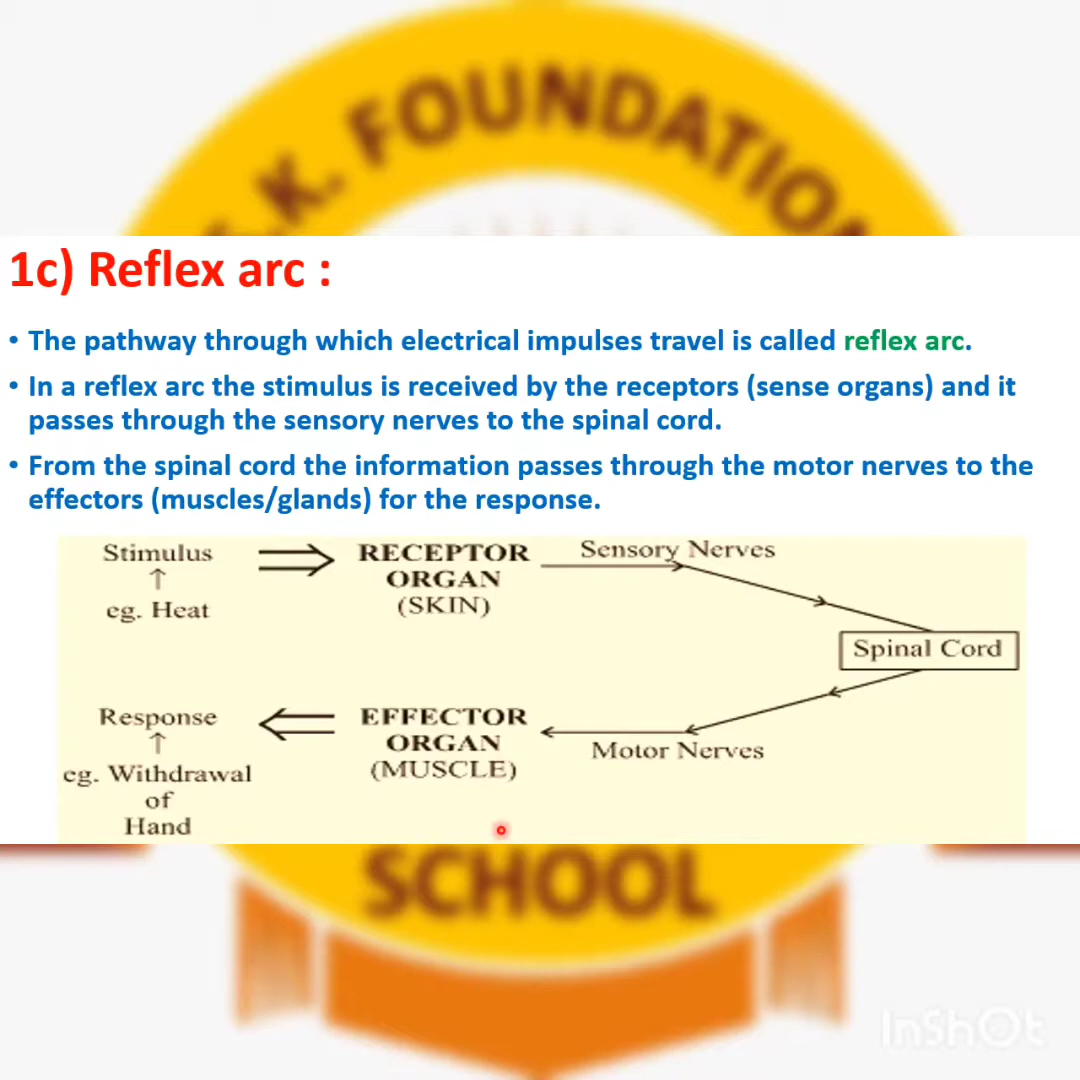 .K. FOUNDATION
1c) Reflex arc :
• The pathway through which electrical impulses travel is called reflex arc.
• In a reflex arc the stimulus is received by the receptors (sense organs) and it
passes through the sensory nerves to the spinal cord.
• From the spinal cord the information passes through the motor nerves to the
effectors (muscles/glands) for the response.
Stimulus
RECEPTOR
ORGAN
(SKIN)
Sensory Nerves
↑
eg. Heat
Spinal Cord
Response
↑
eg. Withdrawal
of
Hand
EFFECTOR
ORGAN
(MUSCLE)
Motor Nerves
SCHOOL
InShOt